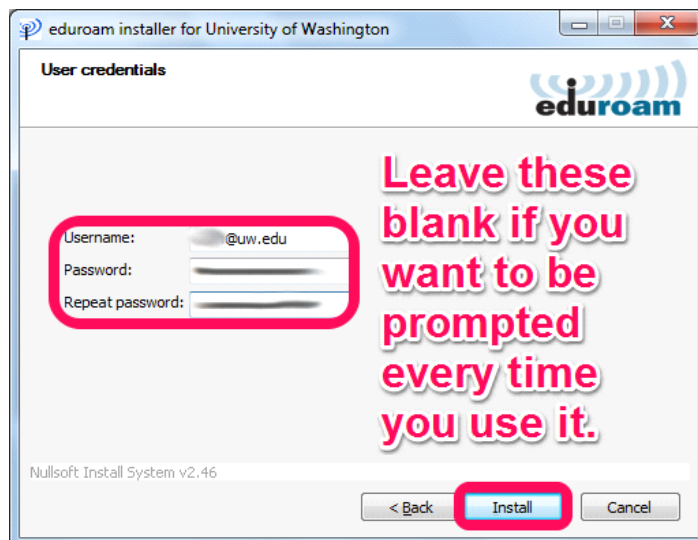 eduroam installer for University of Washington
User credentials
eduroam
Leave these
blank if you
want to be
prompted
every time
you use it.
Username: @uw.edu
Password:
Repeat password:
Nullsoft Install System v2.46
< Back Install Cancel